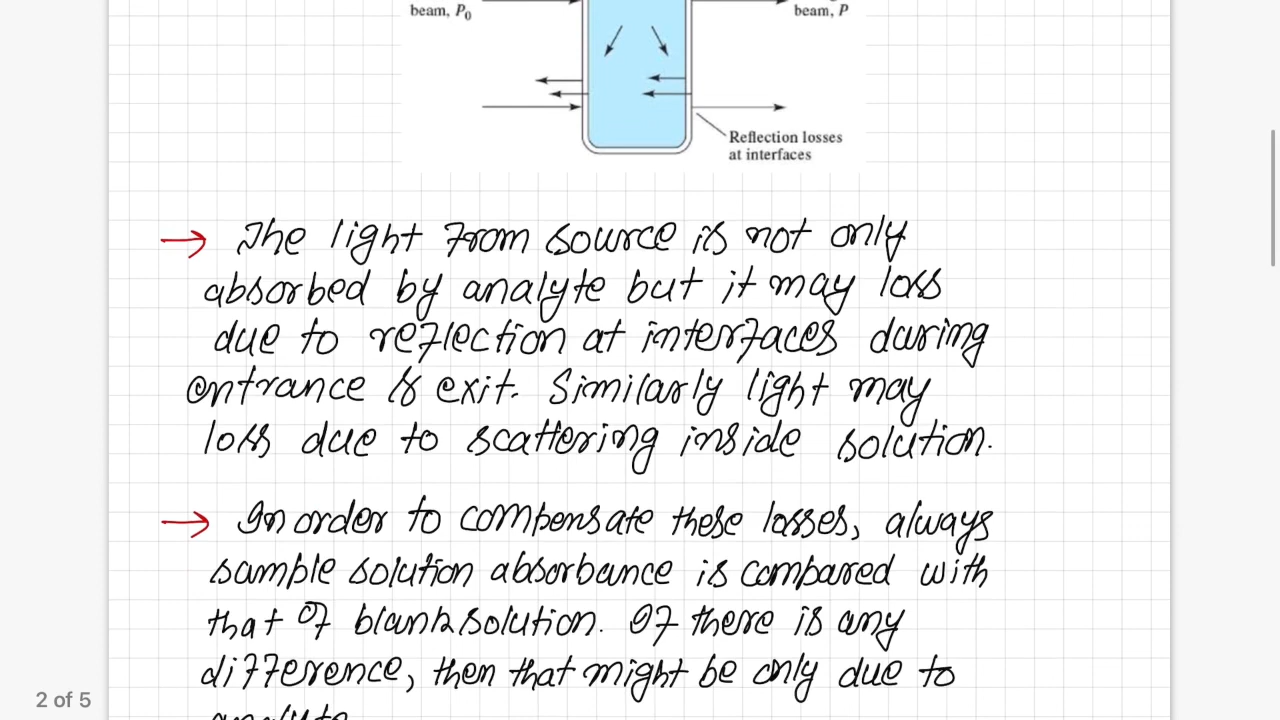 beam, P0
beam, P
Reflection losses
at interfaces
→ The light from source is not only
absorbed by analyte but it may loss
due to reflection at interfaces during
entrance & exit. Similarly light may
loss due to scattering inside solution.
→ In order to compensate these losses, always
sample solution absorbance is compared with
that of blank solution. If there is any
difference, then that might be only due to
analyte
2 of 5